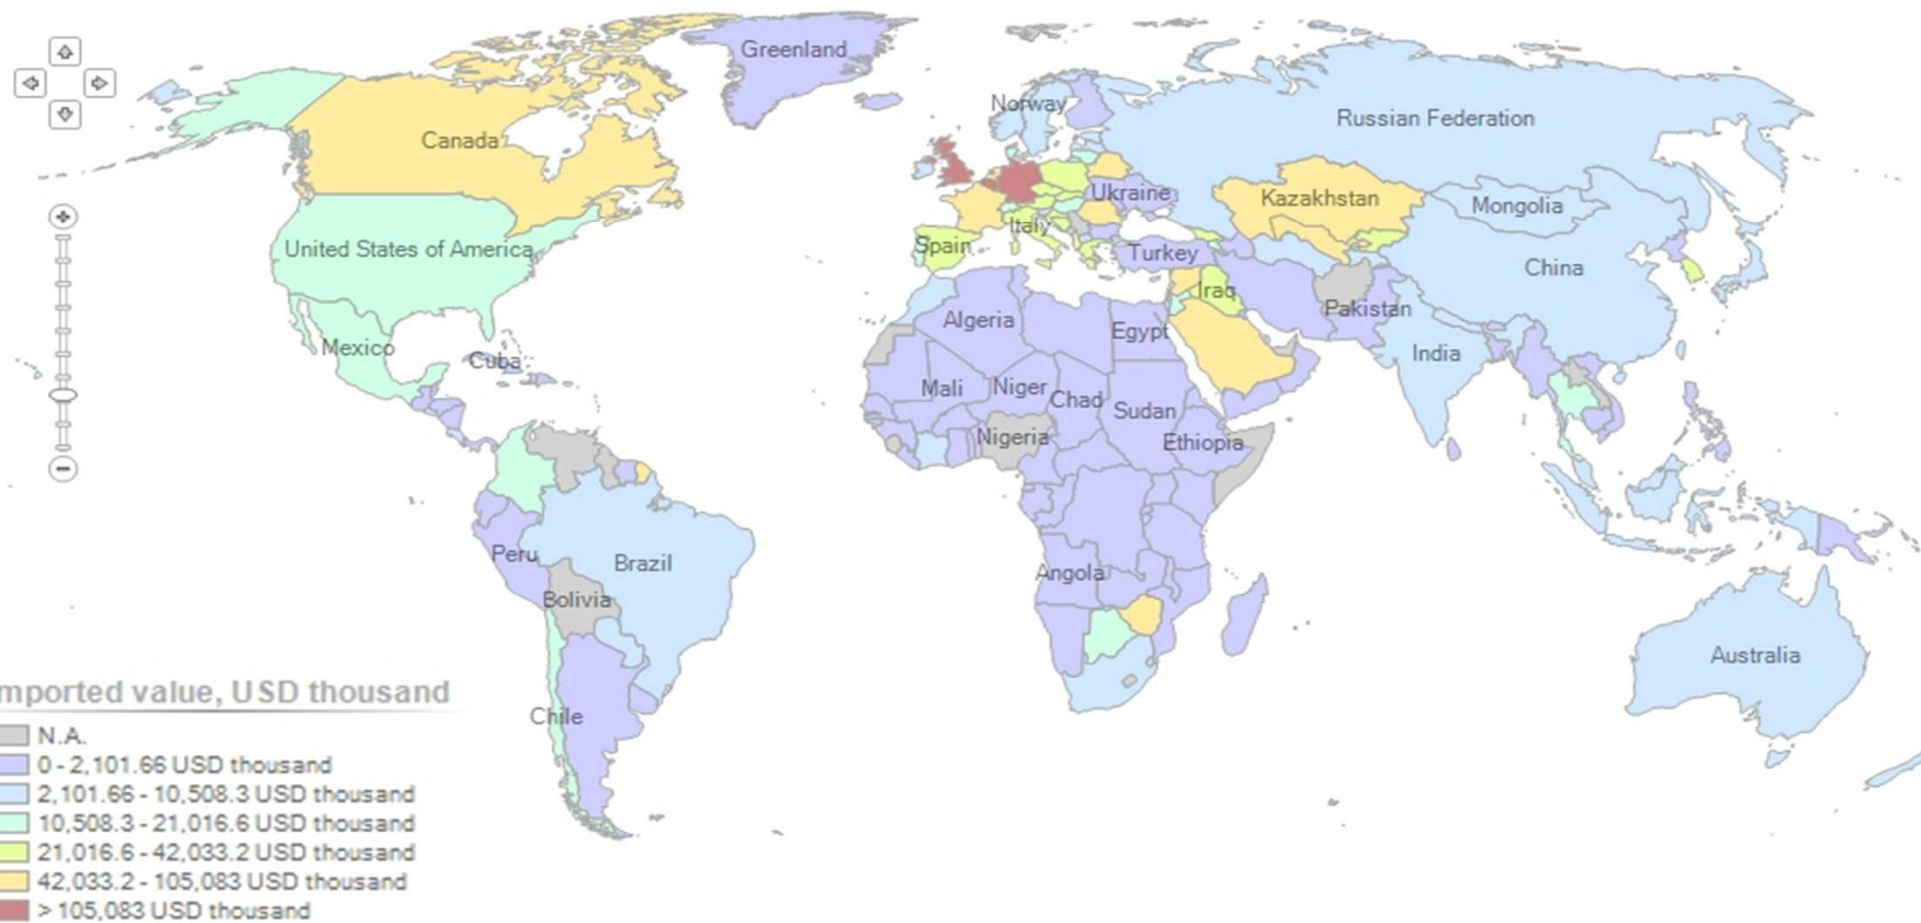 Greenland
Norway
Russian Federation
Canada
Ukraine
Kazakhstan
Mongolia
United States of America
Spain
Italy
Turkey
China
Iraq
Pakistan
Algeria
Egypt
Mexico
Cuba
India
Mali
Niger
Chad
Sudan
Nigeria
Ethiopia
Peru
Brazil
Angola
Bolivia
Australia
Chile
mported value, USD thousand
N.A.
0 - 2,101.66 USD thousand
2,101.66 - 10,508.3 USD thousand
10,508.3 - 21,016.6 USD thousand
21,016.6 - 42,033.2 USD thousand
42,033.2 - 105,083 USD thousand
> 105,083 USD thousand